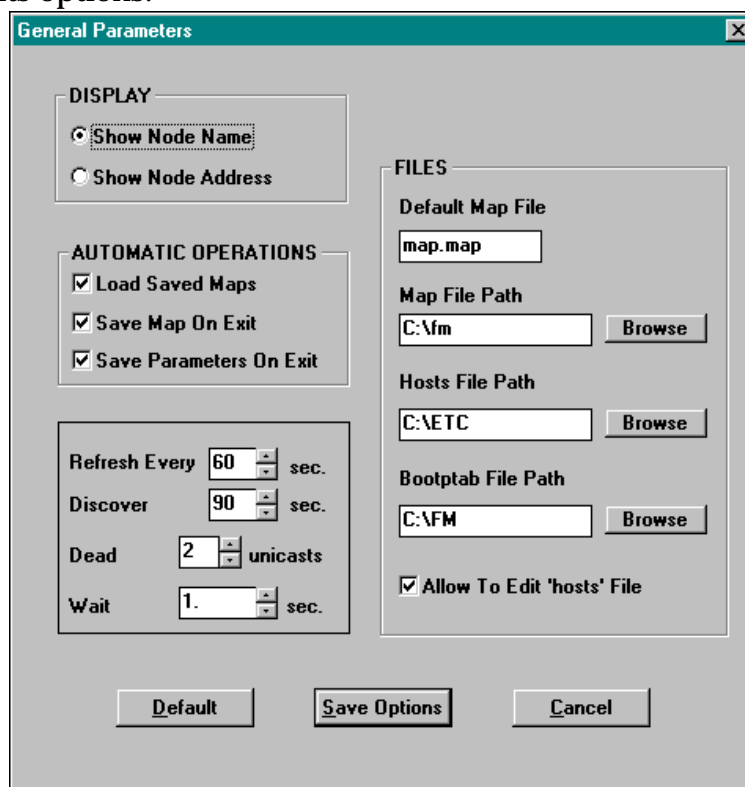 its options.
General Parameters
DISPLAY
Show Node Name
Show Node Address
AUTOMATIC OPERATIONS
Load Saved Maps
Save Map On Exit
Save Parameters On Exit
Refresh Every 60 sec.
Discover 90 sec.
Dead 2 unicasts
Wait 1. sec.
FILES
Default Map File
map.map
Map File Path
C:\fm Browse
Hosts File Path
C:\ETC Browse
Bootptab File Path
C:\FM Browse
Allow To Edit 'hosts' File
Default Save Options Cancel